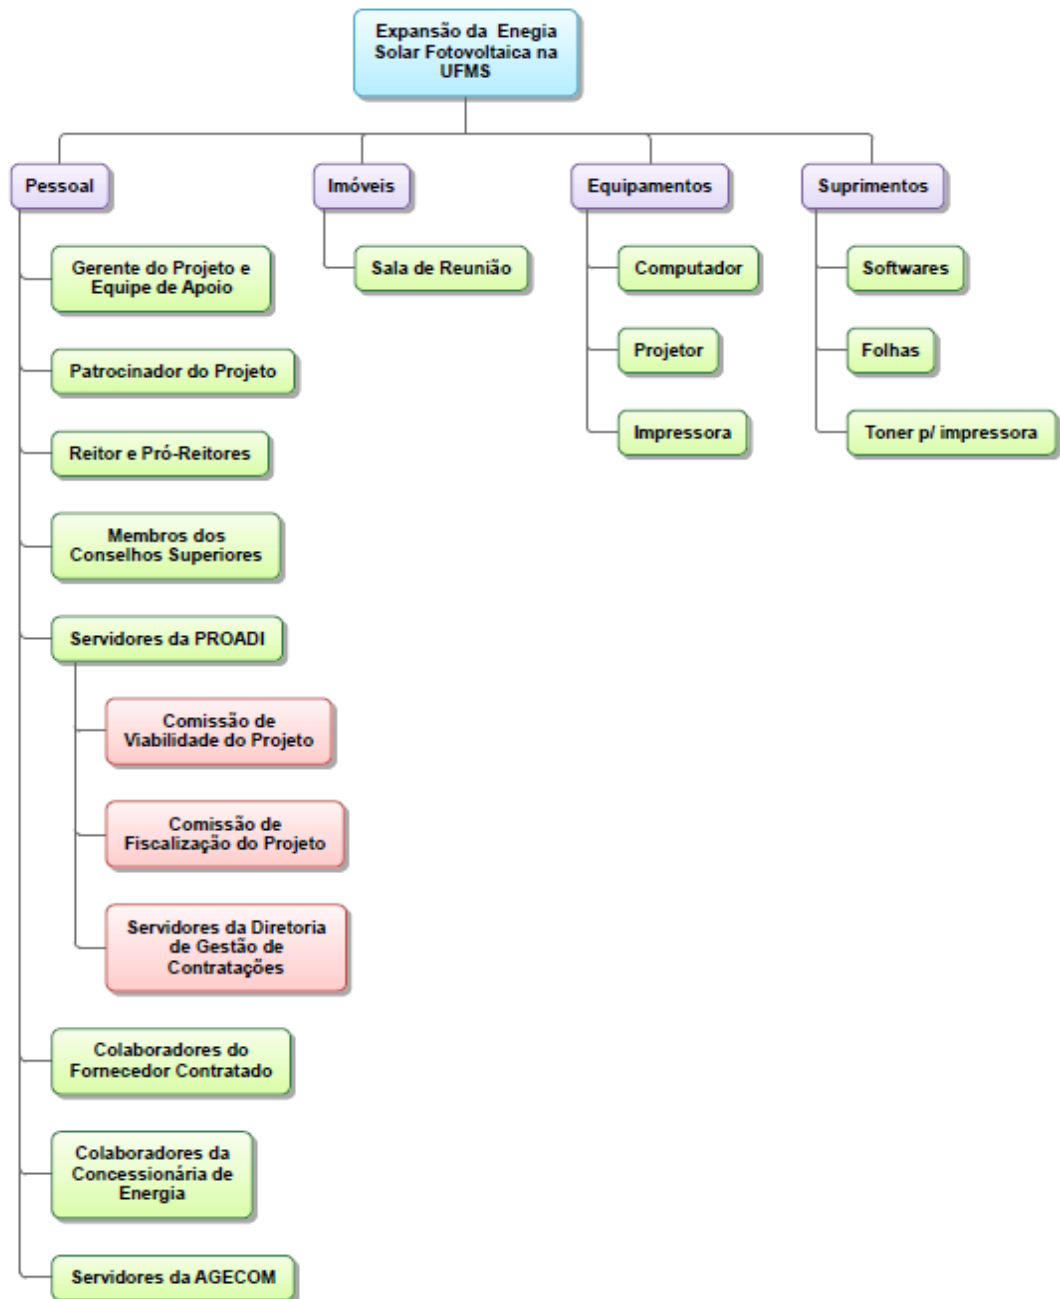 Expansão da Enegia
Solar Fotovoltaica na
UFMS
Pessoal
Imóveis
Equipamentos
Suprimentos
Gerente do Projeto e
Equipe de Apoio
Patrocinador do Projeto
Reitor e Pró-Reitores
Membros dos
Conselhos Superiores
Servidores da PROADI
Comissão de
Viabilidade do Projeto
Comissão de
Fiscalização do Projeto
Servidores da Diretoria
de Gestão de
Contratações
Colaboradores do
Fornecedor Contratado
Colaboradores da
Concessionária de
Energia
Servidores da AGECOM
Sala de Reunião
Computador
Projetor
Impressora
Softwares
Folhas
Toner p/ impressora